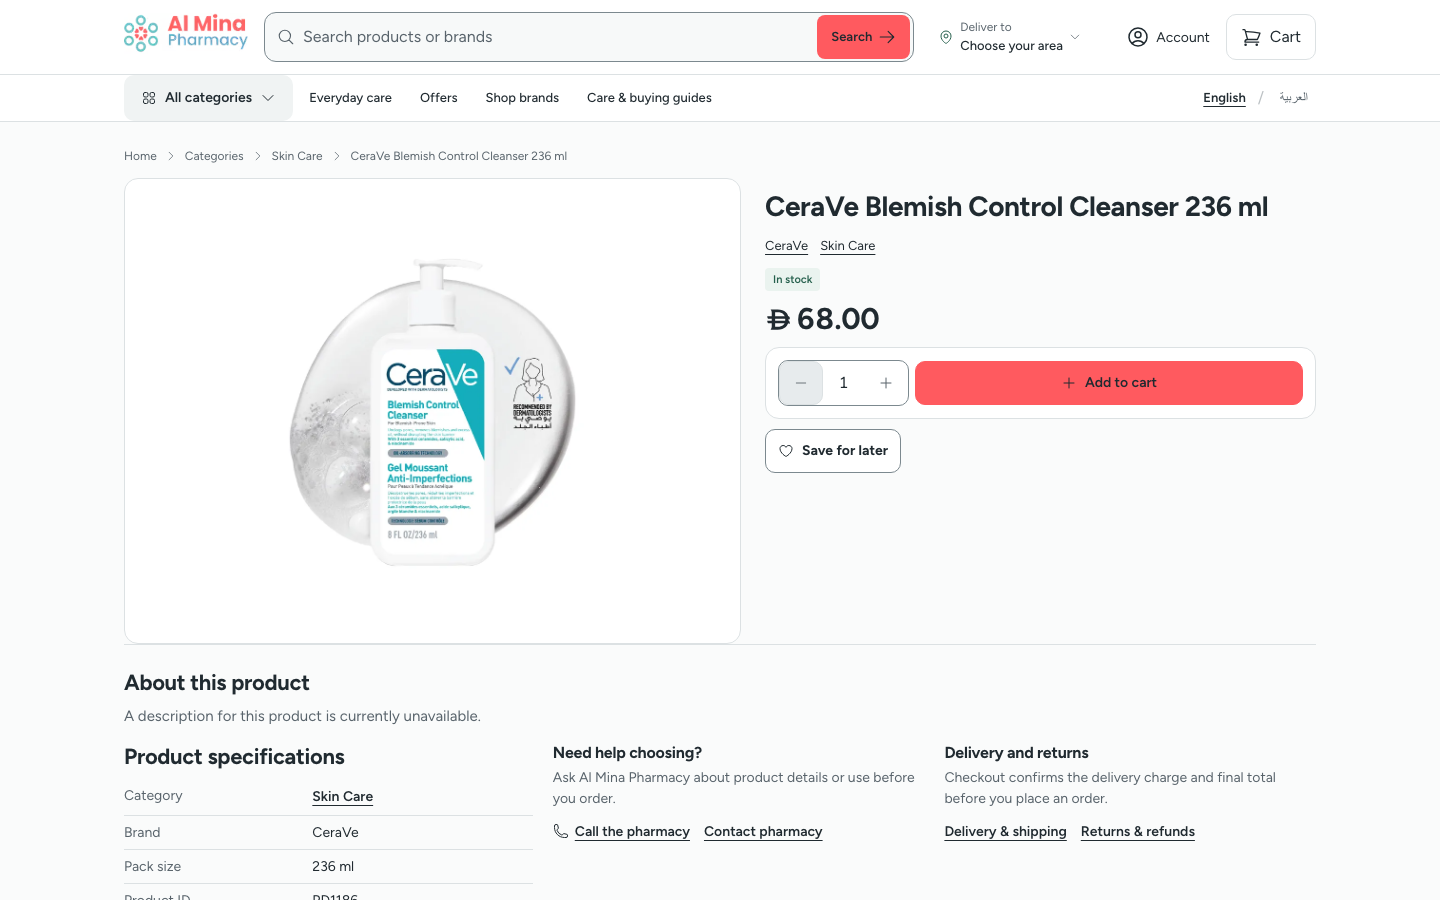 Al Mina
Pharmacy
Search products or brands
Search
Deliver to
Choose your area
Account
Cart
All categories
Everyday care
Offers
Shop brands
Care & buying guides
English / العربية
Home
Categories
Skin Care
CeraVe Blemish Control Cleanser 236 ml
CeraVe
Blemish Control
Cleanser
Gel Moussant
Anti-Imperfections
8 FL OZ/236 ml
RECOMMENDED BY
DERMATOLOGISTS
CeraVe Blemish Control Cleanser 236 ml
CeraVe Skin Care
In stock
68.00
1
Add to cart
Save for later
About this product
A description for this product is currently unavailable.
Product specifications
Category Skin Care
Brand CeraVe
Pack size 236 ml
Product ID PD1186
Need help choosing?
Ask Al Mina Pharmacy about product details or use before
you order.
Call the pharmacy Contact pharmacy
Delivery and returns
Checkout confirms the delivery charge and final total
before you place an order.
Delivery & shipping Returns & refunds